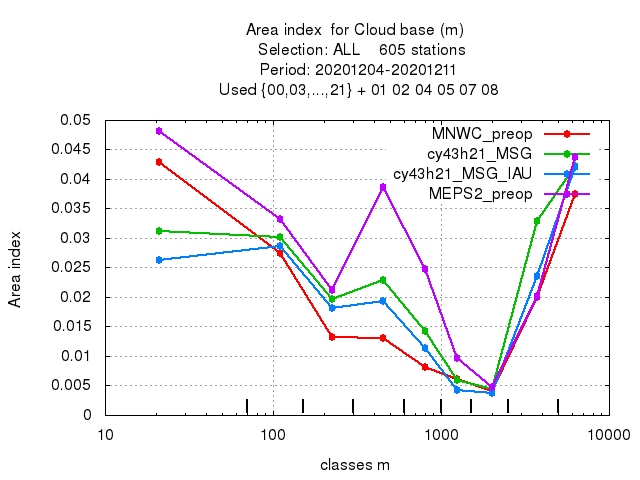 Area index  for Cloud base (m)
Selection: ALL    605 stations
Period: 20201204-20201211
Used {00,03,...,21} + 01 02 04 05 07 08
0.05
0.045
0.04
0.035
0.03
0.025
0.02
0.015
0.01
0.005
0
Area index
MNWC_preop
cy43h21_MSG
cy43h21_MSG_IAU
MEPS2_preop
10
100
1000
10000
classes m